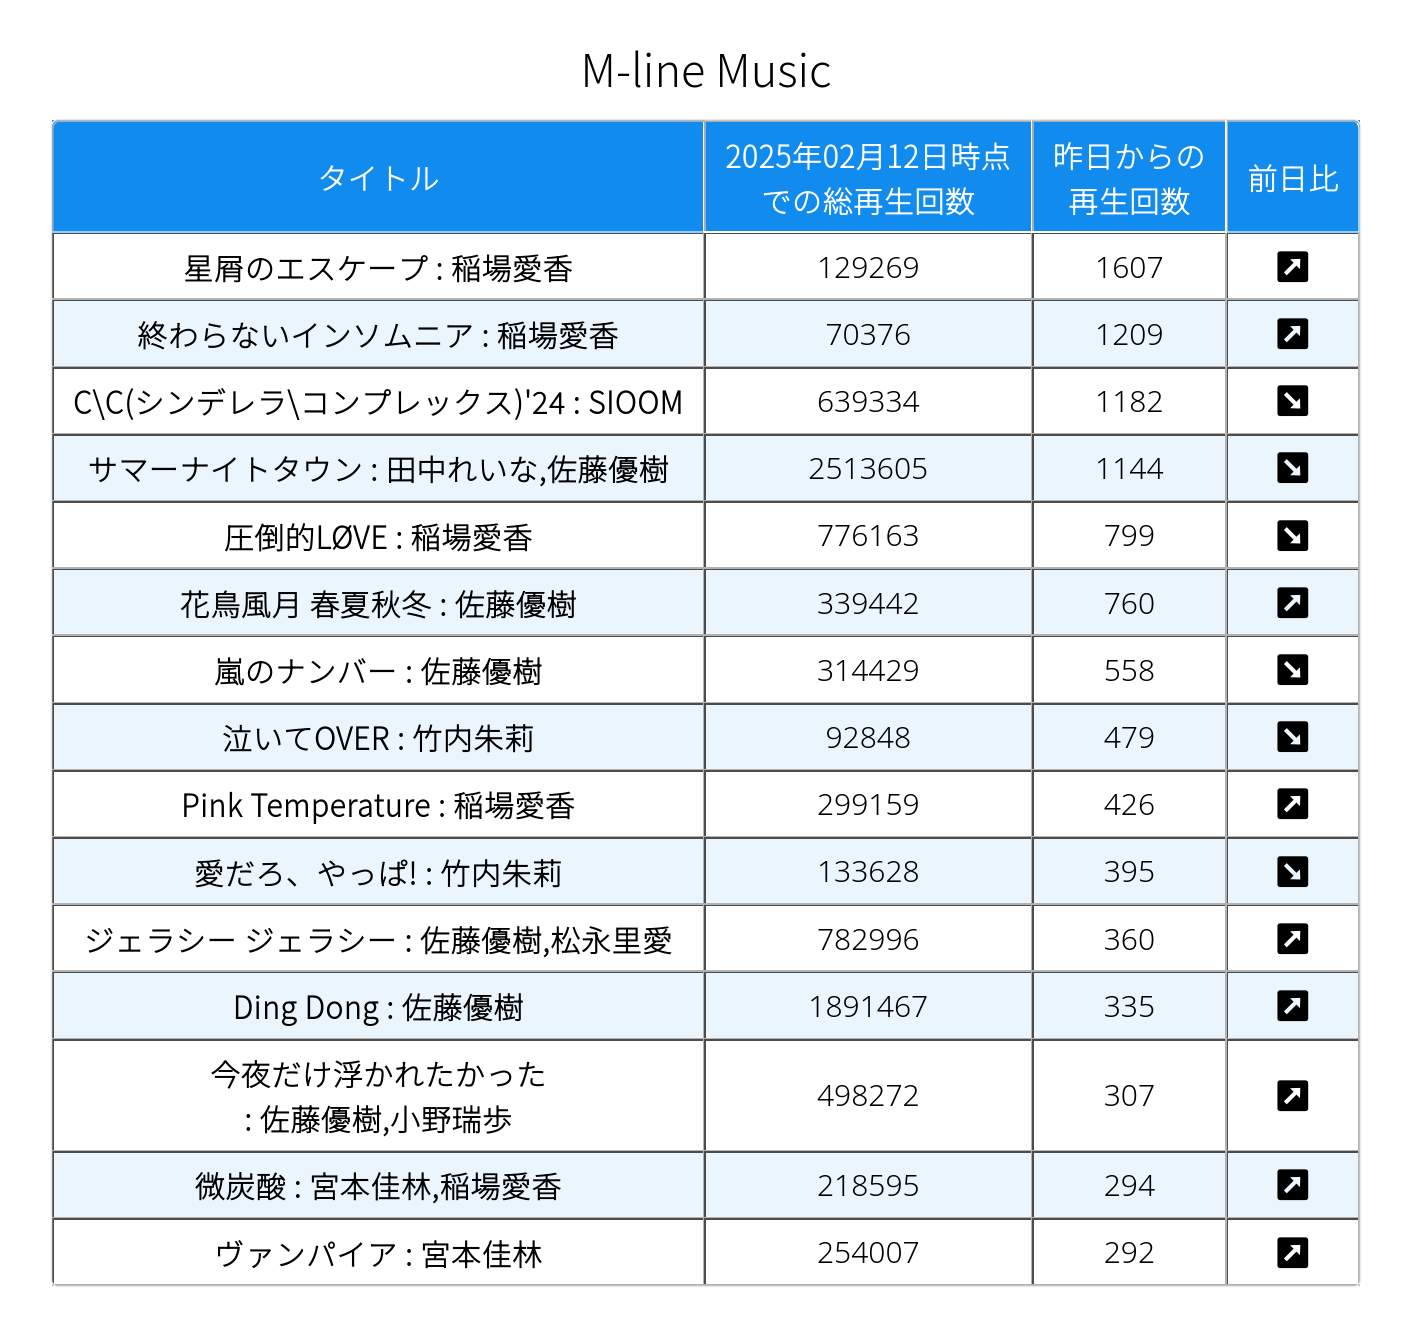 M-line Music
タイトル
2025年02月12日時点
での総再生回数
昨日からの
再生回数
前日比
星屑のエスケープ : 稲場愛香 129269 1607
終わらないインソムニア : 稲場愛香 70376 1209
C\C(シンデレラ\コンプレックス)'24 : SIOOM 639334 1182
サマーナイトタウン : 田中れいな,佐藤優樹 2513605 1144
圧倒的LØVE : 稲場愛香 776163 799
花鳥風月 春夏秋冬 : 佐藤優樹 339442 760
嵐のナンバー : 佐藤優樹 314429 558
泣いてOVER : 竹内朱莉 92848 479
Pink Temperature : 稲場愛香 299159 426
愛だろ、やっぱ! : 竹内朱莉 133628 395
ジェラシー ジェラシー : 佐藤優樹,松永里愛 782996 360
Ding Dong : 佐藤優樹 1891467 335
今夜だけ浮かれたかった
: 佐藤優樹,小野瑞歩 498272 307
微炭酸 : 宮本佳林,稲場愛香 218595 294
ヴァンパイア : 宮本佳林 254007 292